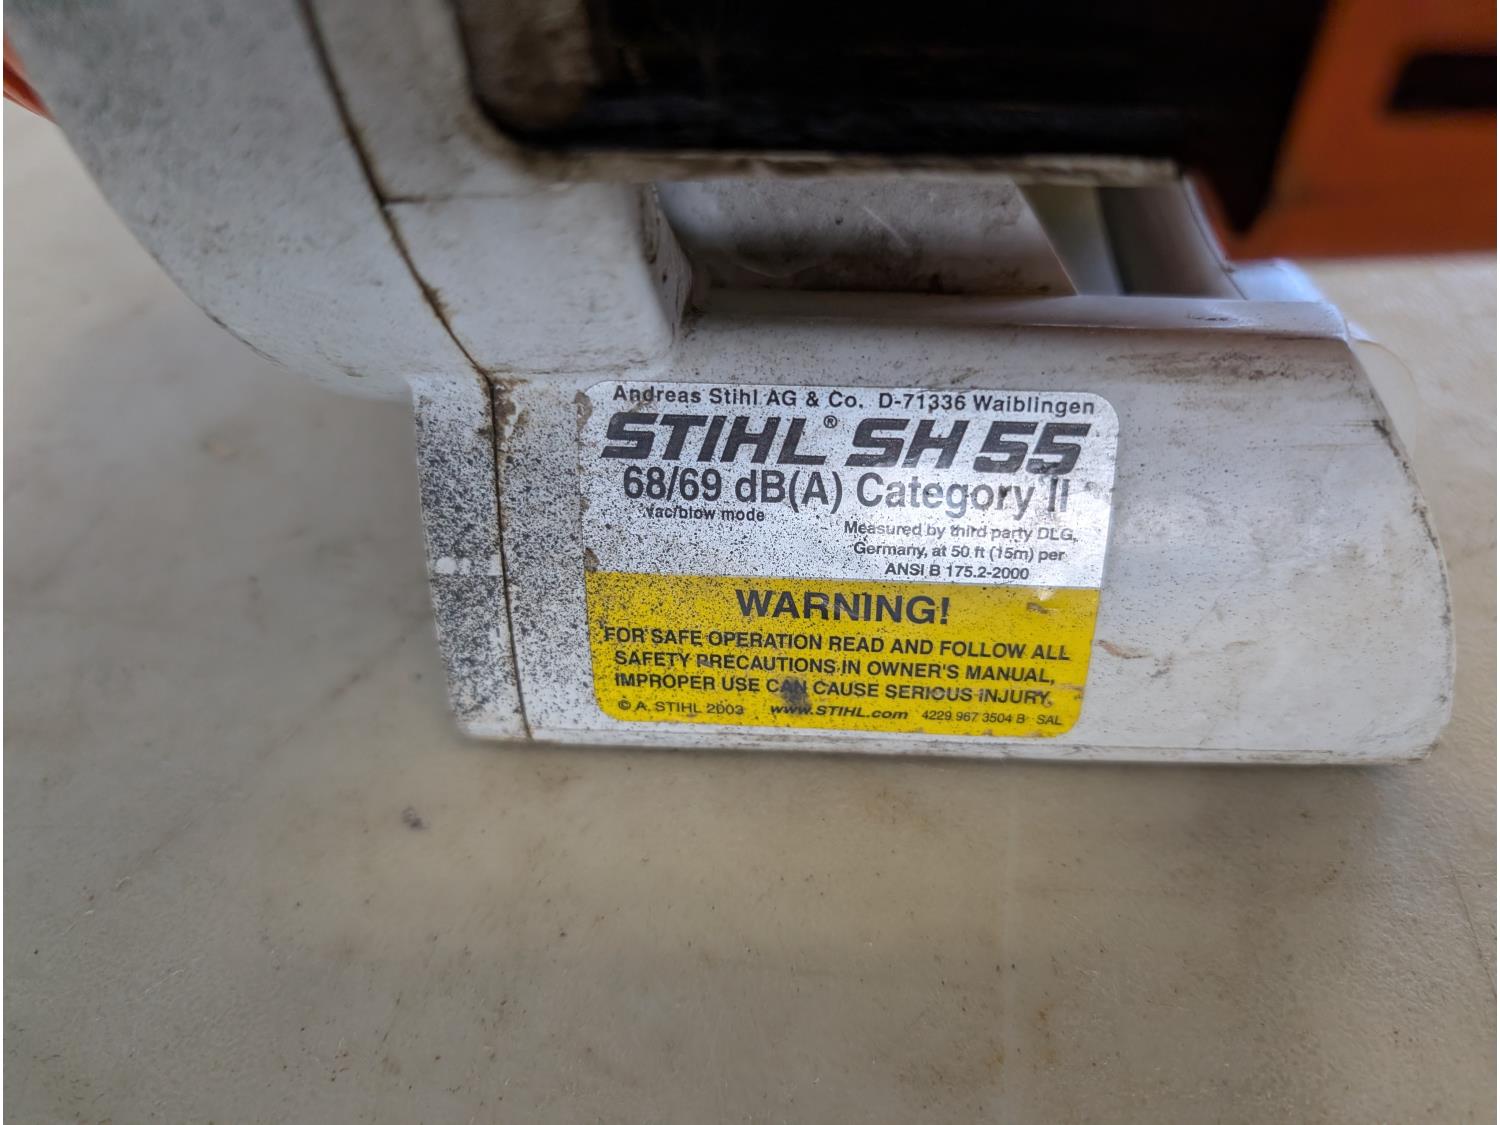 Andreas Stihl AG & Co. D-71336 Waiblingen
STIHL® SH 55
68/69 dB(A) Category II
vac/blow mode
Measured by third party DLG,
Germany, at 50 ft (15m) per
ANSI B 175.2-2000
WARNING!
FOR SAFE OPERATION READ AND FOLLOW ALL
SAFETY PRECAUTIONS IN OWNER'S MANUAL,
IMPROPER USE CAN CAUSE SERIOUS INJURY.
© A. STIHL 2003 www.STIHL.com 4229 967 3504 B SAL